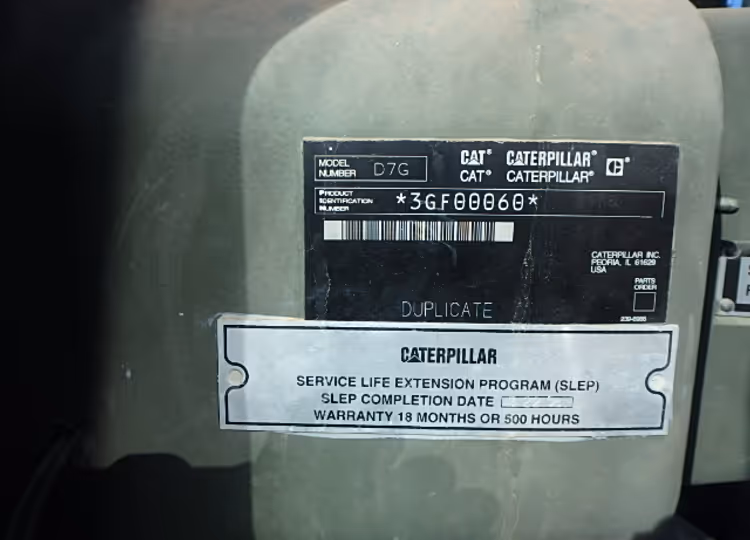 MODEL NUMBER D7G
CAT® CATERPILLAR®
CAT® CATERPILLAR®
PRODUCT IDENTIFICATION NUMBER *3GF00060*
CATERPILLAR INC.
PEORIA, IL 61629
USA
PARTS ORDER
DUPLICATE
CATERPILLAR
SERVICE LIFE EXTENSION PROGRAM (SLEP)
SLEP COMPLETION DATE
WARRANTY 18 MONTHS OR 500 HOURS